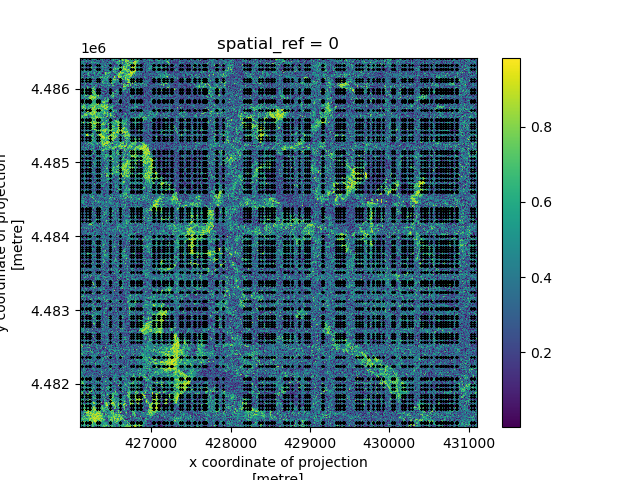 spatial_ref = 0
1e6
4.486
4.485
4.484
4.483
4.482
y coordinate of projection
[metre]
427000 428000 429000 430000 431000
x coordinate of projection
[metre]
0.8
0.6
0.4
0.2